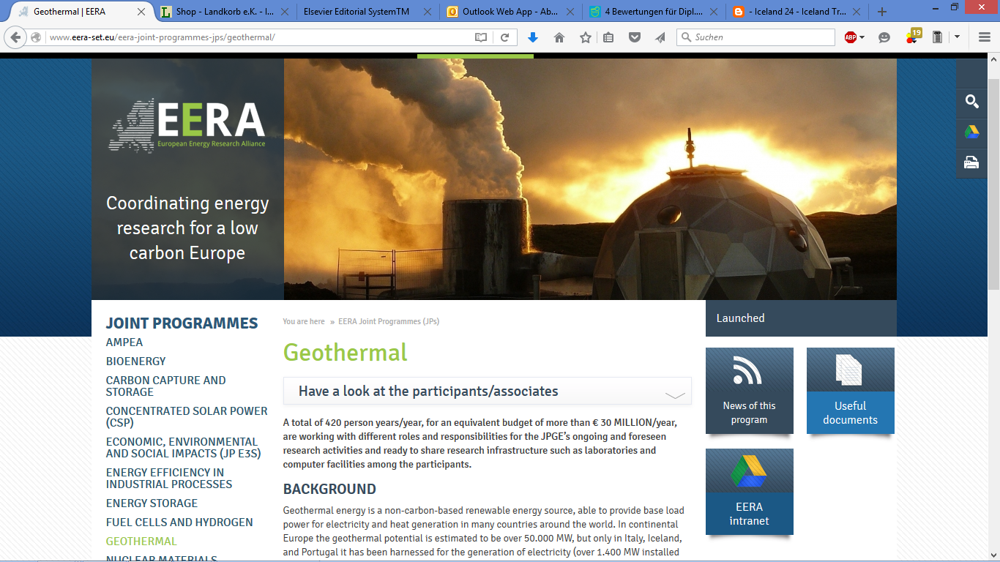 Geothermal | EERA
Shop - Landkorb e.K. - I...
Elsevier Editorial SystemTM
Outlook Web App - Ab...
4 Bewertungen für Dipl...
- Iceland 24 - Iceland Tr...
www.eera-set.eu/eera-joint-programmes-jps/geothermal/
Suchen
ABP
19
EERA
European Energy Research Alliance
Coordinating energy
research for a low
carbon Europe
JOINT PROGRAMMES
AMPEA
BIOENERGY
CARBON CAPTURE AND
STORAGE
CONCENTRATED SOLAR POWER
(CSP)
ECONOMIC, ENVIRONMENTAL
AND SOCIAL IMPACTS (JP E3S)
ENERGY EFFICIENCY IN
INDUSTRIAL PROCESSES
ENERGY STORAGE
FUEL CELLS AND HYDROGEN
GEOTHERMAL
NUCLEAR MATERIALS
You are here » EERA Joint Programmes (JPs)
Geothermal
Have a look at the participants/associates
A total of 420 person years/year, for an equivalent budget of more than € 30 MILLION/year,
are working with different roles and responsibilities for the JPGE's ongoing and foreseen
research activities and ready to share research infrastructure such as laboratories and
computer facilities among the participants.
BACKGROUND
Geothermal energy is a non-carbon-based renewable energy source, able to provide base load
power for electricity and heat generation in many countries around the world. In continental
Europe the geothermal potential is estimated to be over 50.000 MW, but only in Italy, Iceland,
and Portugal it has been harnessed for the generation of electricity (over 1.400 MW installed
Launched
News of this
program
Useful
documents
EERA
intranet